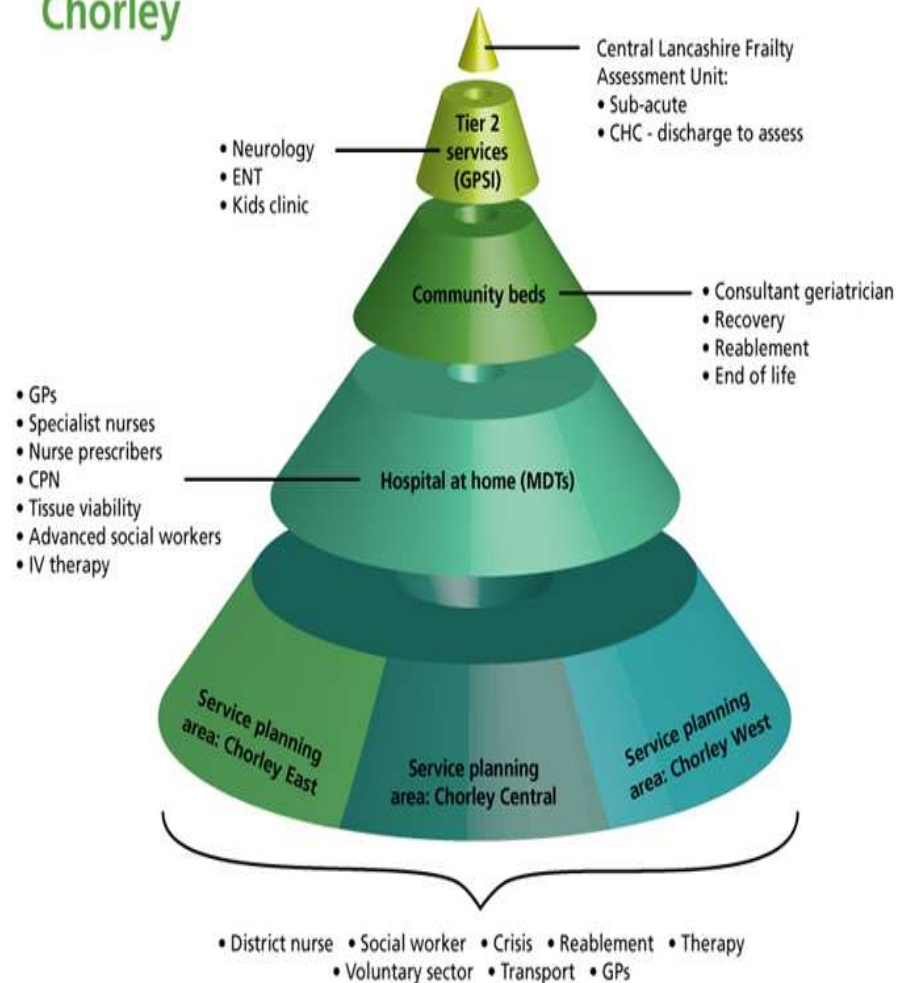 Chorley
Central Lancashire Frailty
Assessment Unit:
• Sub-acute
• CHC - discharge to assess
Tier 2
services
(GPSI)
• Neurology
• ENT
• Kids clinic
Community beds
• Consultant geriatrician
• Recovery
• Reablement
• End of life
• GPs
• Specialist nurses
• Nurse prescribers
• CPN
• Tissue viability
• Advanced social workers
• IV therapy
Hospital at home (MDTs)
Service planning
area: Chorley East
Service planning
area: Chorley Central
Service planning
area: Chorley West
• District nurse • Social worker • Crisis • Reablement • Therapy
• Voluntary sector • Transport • GPs